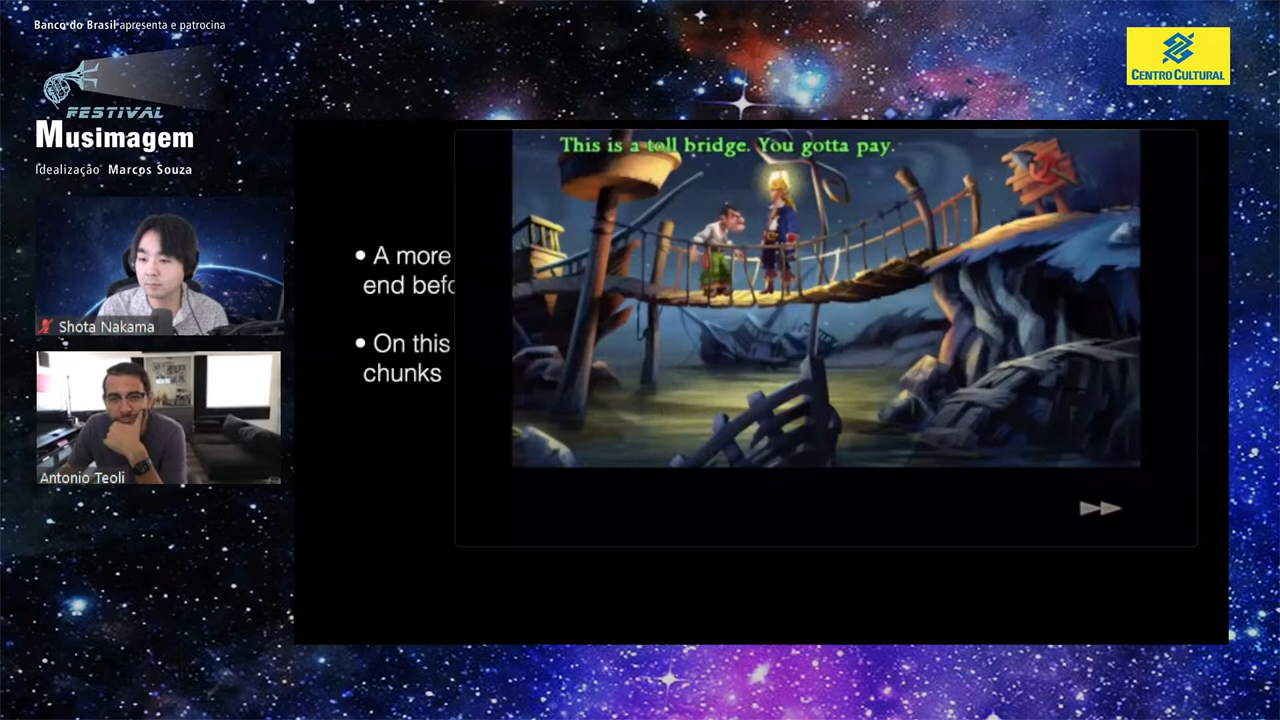 Banco do Brasil apresenta e patrocina
FESTIVAL
Musimagem
Idealização Marcos Souza
CENTRO CULTURAL
This is a toll bridge. You gotta pay.
• A more
end befo
• On this
chunks
Shota Nakama
Antonio Teoli